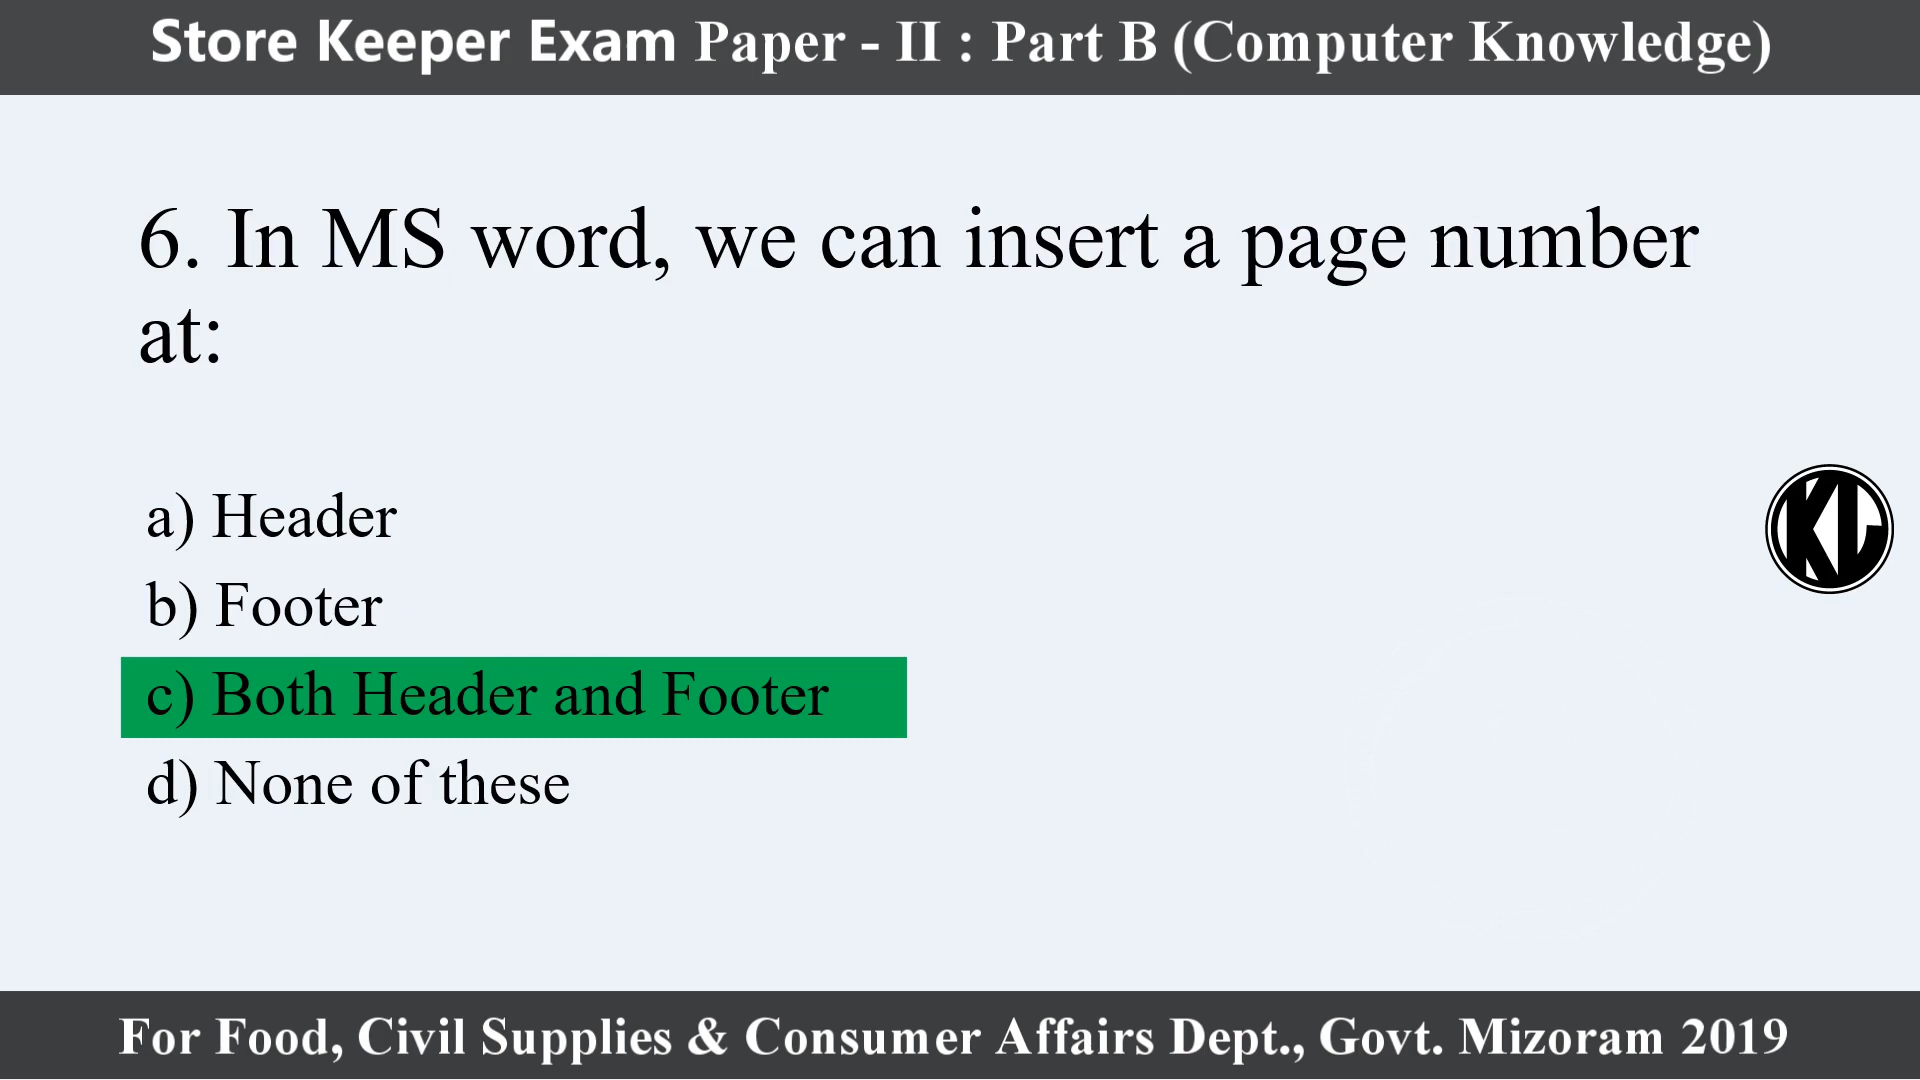 Store Keeper Exam Paper - II : Part B (Computer Knowledge)
6. In MS word, we can insert a page number
at:
a) Header
b) Footer
c) Both Header and Footer
d) None of these
KL
For Food, Civil Supplies & Consumer Affairs Dept., Govt. Mizoram 2019